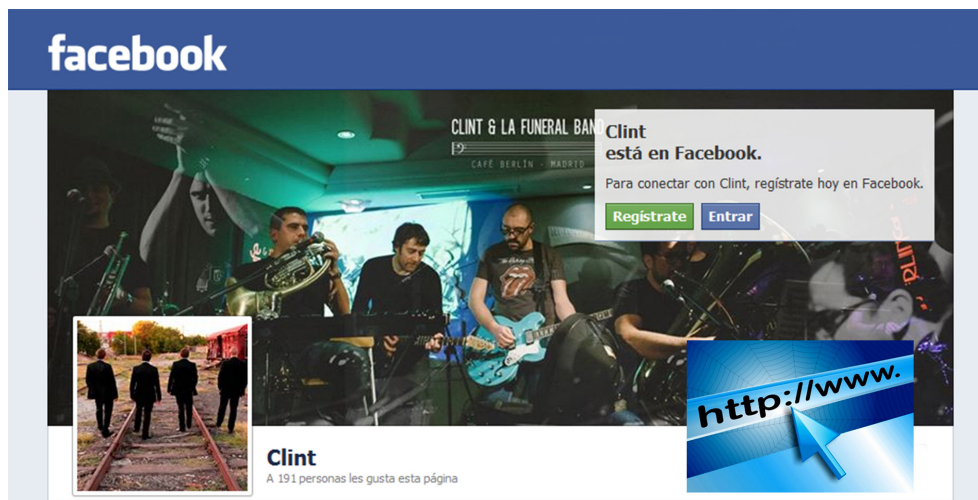 facebook
CLINT & LA FUNERAL BAND
CAFÉ BERLÍN - MADRID
Clint
está en Facebook.
Para conectar con Clint, regístrate hoy en Facebook.
Regístrate Entrar
http://www.
Clint
A 191 personas les gusta esta página